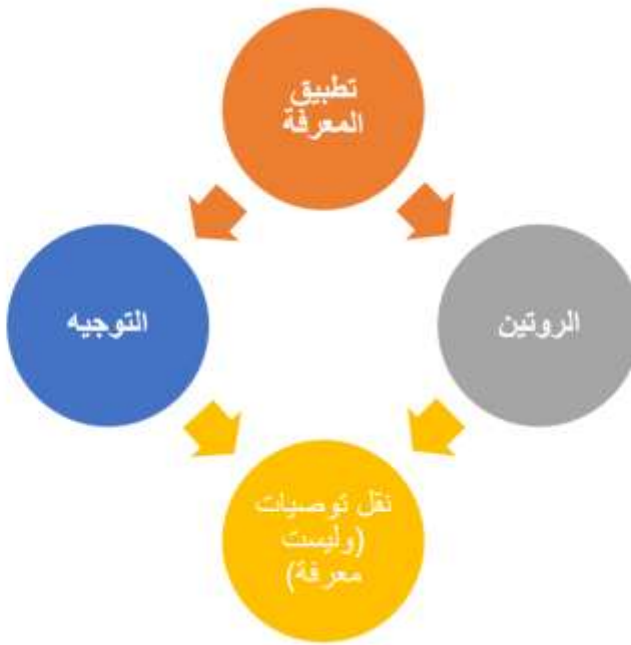 تطبيق
المعرفة
الروتين
التوجيه
نقل توصيات
(وليست
معرفة)